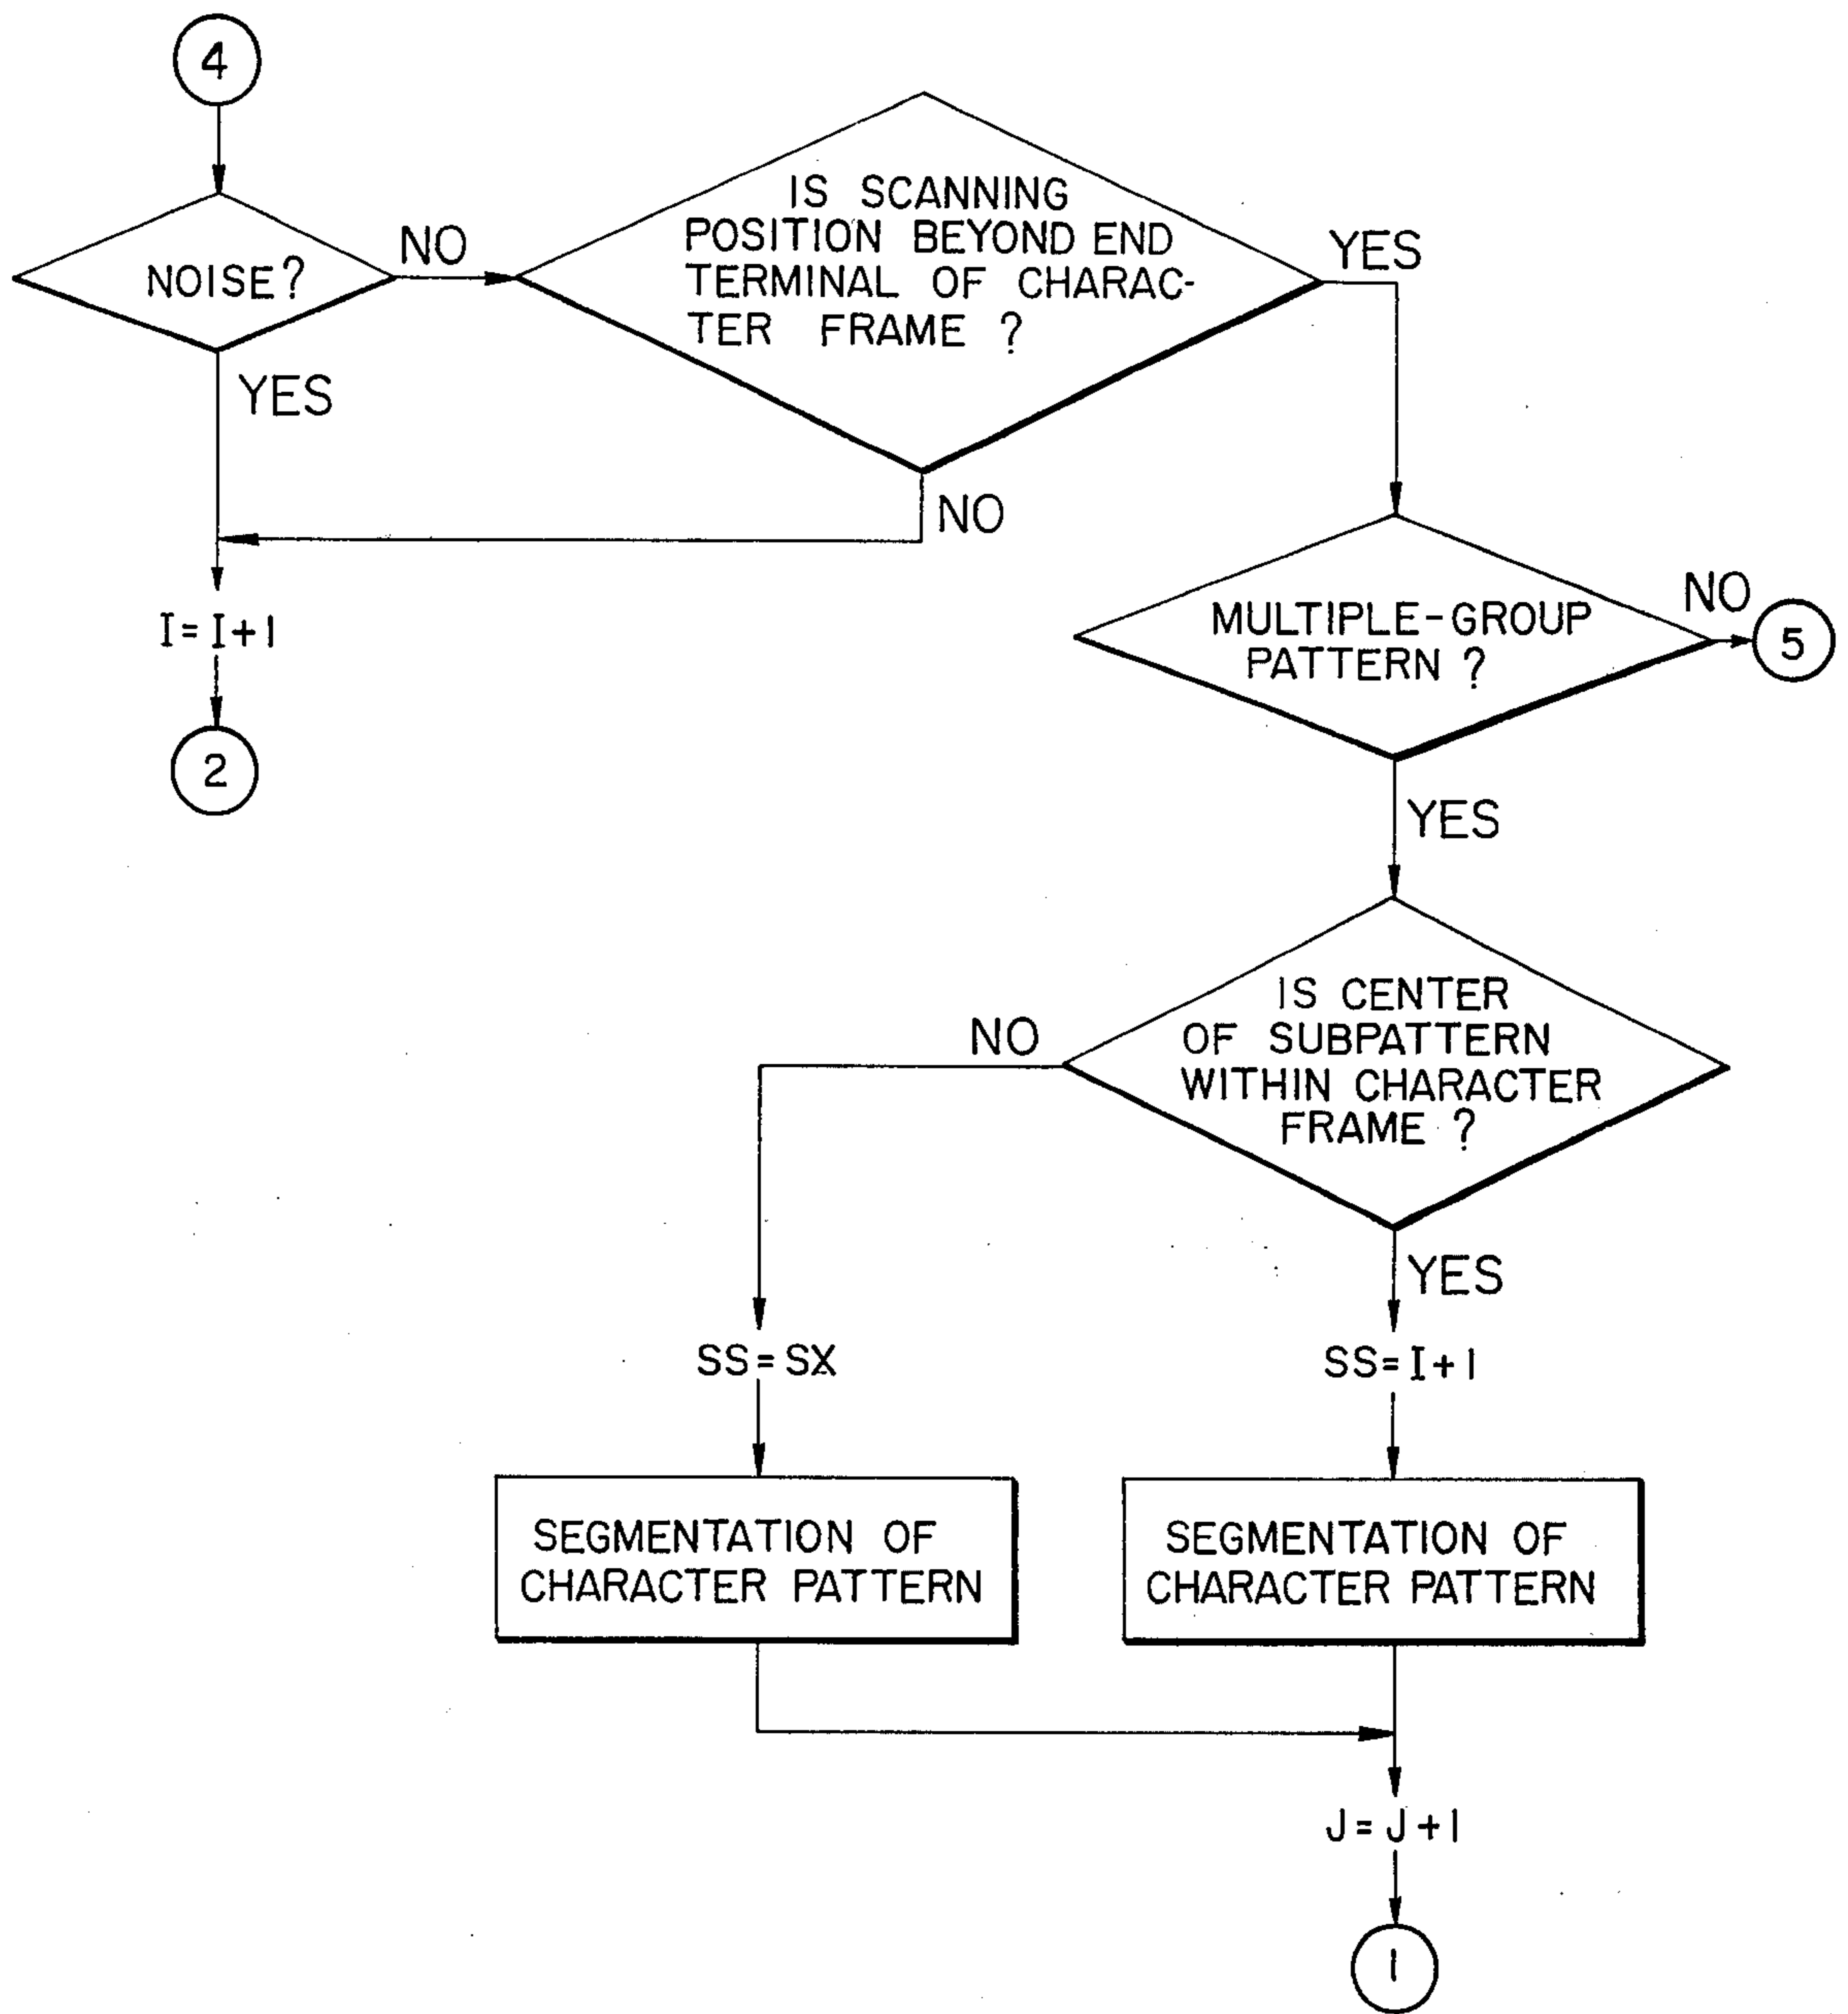 4
NOISE?
NO
YES
IS SCANNING
POSITION BEYOND END
TERMINAL OF CHARAC-
TER FRAME ?
YES
NO
I=I+1
2
MULTIPLE-GROUP
PATTERN ?
NO
5
YES
IS CENTER
OF SUBPATTERN
WITHIN CHARACTER
FRAME ?
NO
YES
SS=SX
SS=I+1
SEGMENTATION OF
CHARACTER PATTERN
SEGMENTATION OF
CHARACTER PATTERN
J=J+1
1